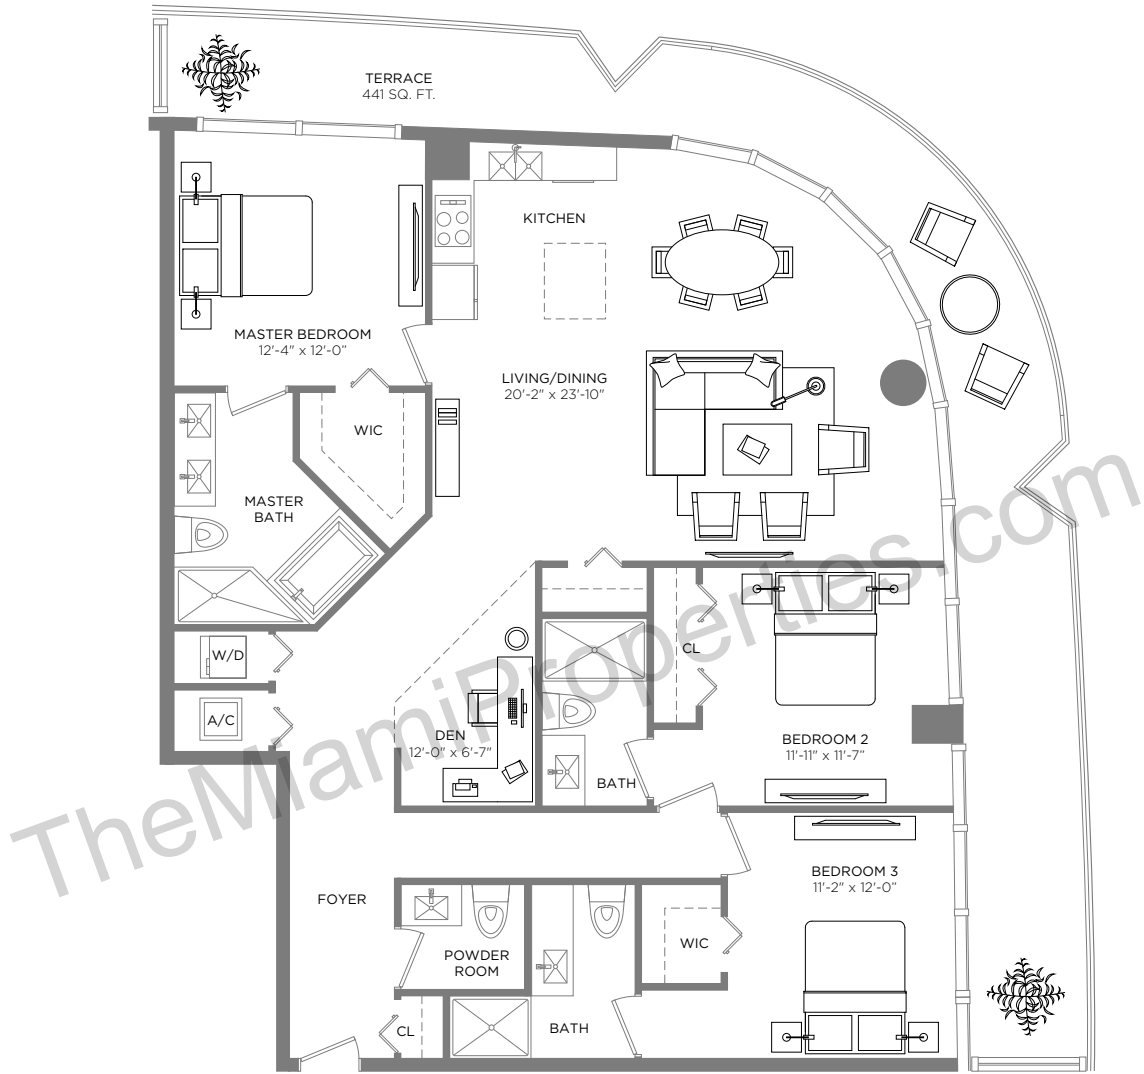 TERRACE
441 SQ. FT.
KITCHEN
MASTER BEDROOM
12'-4" x 12'-0"
LIVING/DINING
20'-2" x 23'-10"
WIC
MASTER
BATH
W/D
CL
A/C
DEN
12'-0" x 6'-7"
BEDROOM 2
11'-11" x 11'-7"
BATH
BEDROOM 3
11'-2" x 12'-0"
FOYER
POWDER
ROOM
WIC
CL
BATH
TheMiamiProperties.com